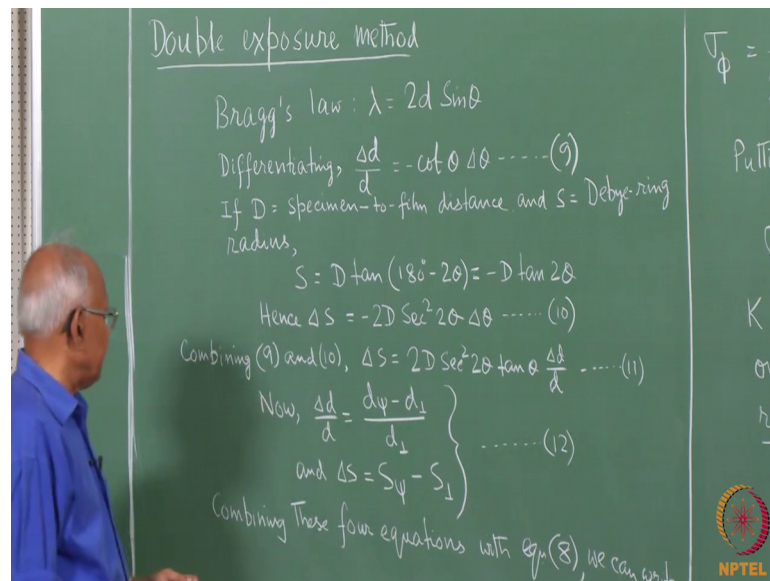 Double exposure method
Bragg's law: λ = 2d Sinθ
Differentiating, Δd/d = -cot θ Δθ ------(9)
If D = specimen-to-film distance and S = Debye-ring
radius,
S = D tan (180° - 2θ) = -D tan 2θ
Hence ΔS = -2D Sec² 2θ Δθ ------ (10)
Combining (9) and (10), ΔS = 2D Sec² 2θ tan θ Δd/d ----- (11)
Now, Δd/d = (dψ - d⊥)/d⊥
------- (12)
and ΔS = Sψ - S⊥
Combining These four equations with eqn (8), we can
σϕ =
Putti
K
NPTEL